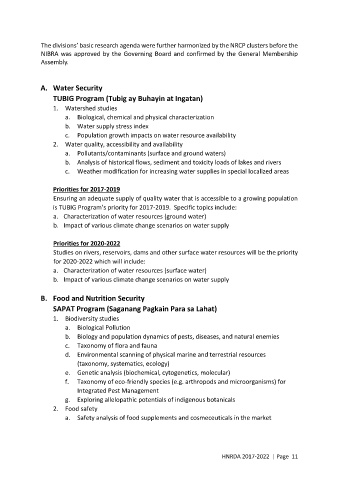 The divisions' basic research agenda were further harmonized by the NRCP clusters before the
NIBRA was approved by the Governing Board and confirmed by the General Membership
Assembly.
A. Water Security
TUBIG Program (Tubig ay Buhayin at Ingatan)
1. Watershed studies
a. Biological, chemical and physical characterization
b. Water supply stress index
c. Population growth impacts on water resource availability
2. Water quality, accessibility and availability
a. Pollutants/contaminants (surface and ground waters)
b. Analysis of historical flows, sediment and toxicity loads of lakes and rivers
c. Weather modification for increasing water supplies in special localized areas
Priorities for 2017-2019
Ensuring an adequate supply of quality water that is accessible to a growing population
is TUBIG Program's priority for 2017-2019. Specific topics include:
a. Characterization of water resources (ground water)
b. Impact of various climate change scenarios on water supply
Priorities for 2020-2022
Studies on rivers, reservoirs, dams and other surface water resources will be the priority
for 2020-2022 which will include:
a. Characterization of water resources (surface water)
b. Impact of various climate change scenarios on water supply
B. Food and Nutrition Security
SAPAT Program (Saganang Pagkain Para sa Lahat)
1. Biodiversity studies
a. Biological Pollution
b. Biology and population dynamics of pests, diseases, and natural enemies
c. Taxonomy of flora and fauna
d. Environmental scanning of physical marine and terrestrial resources
(taxonomy, systematics, ecology)
e. Genetic analysis (biochemical, cytogenetics, molecular)
f. Taxonomy of eco-friendly species (e.g. arthropods and microorganisms) for
Integrated Pest Management
g. Exploring allelopathic potentials of indigenous botanicals
2. Food safety
a. Safety analysis of food supplements and cosmeceuticals in the market
HNRDA 2017-2022 | Page 11